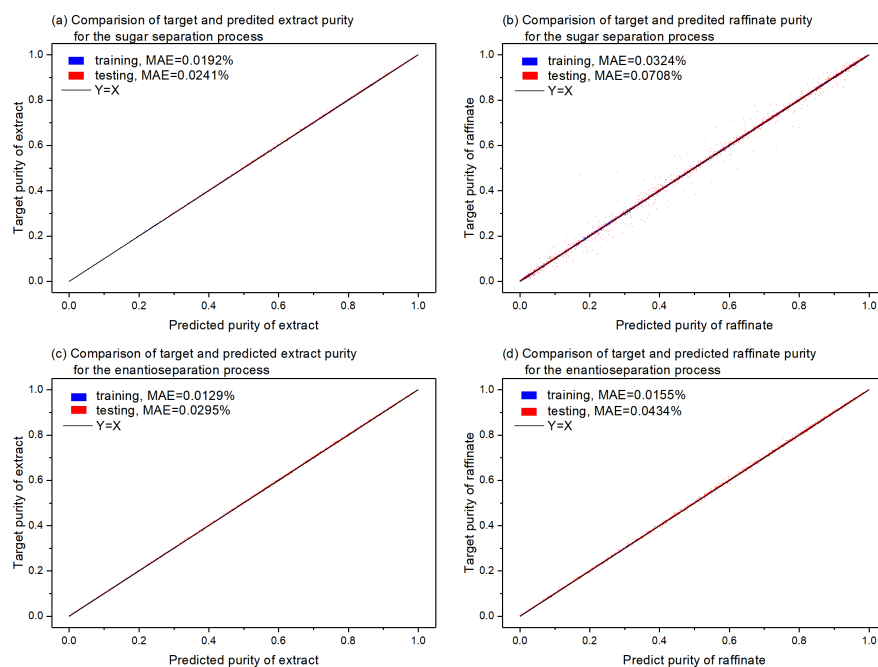 (a) Comparision of target and predited extract purity
for the sugar separation process
training, MAE=0.0192%
testing, MAE=0.0241%
Y=X
1.0
0.8
0.6
0.4
0.2
0.0
Target purity of extract
0.0 0.2 0.4 0.6 0.8 1.0
Predicted purity of extract
(b) Comparision of target and predited raffinate purity
for the sugar separation process
training, MAE=0.0324%
testing, MAE=0.0708%
Y=X
1.0
0.8
0.6
0.4
0.2
0.0
Target purity of raffinate
0.0 0.2 0.4 0.6 0.8 1.0
Predicted purity of raffinate
(c) Comparison of target and predicted extract purity
for the enantioseparation process
training, MAE=0.0129%
testing, MAE=0.0295%
Y=X
1.0
0.8
0.6
0.4
0.2
0.0
Target purity of extract
0.0 0.2 0.4 0.6 0.8 1.0
Predicted purity of extract
(d) Comparison of target and predicted raffinate purity
for the enantioseparation process
training, MAE=0.0155%
testing, MAE=0.0434%
Y=X
1.0
0.8
0.6
0.4
0.2
0.0
Target purity of raffinate
0.0 0.2 0.4 0.6 0.8 1.0
Predict purity of raffinate